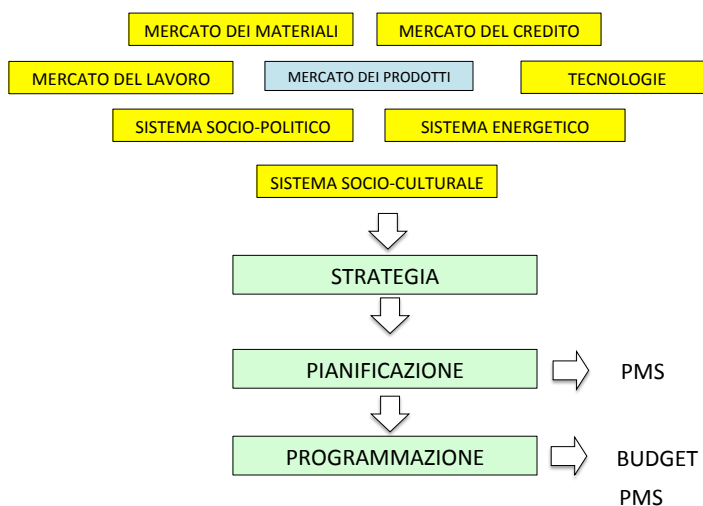 MERCATO DEI MATERIALI
MERCATO DEL CREDITO
MERCATO DEL LAVORO
MERCATO DEI PRODOTTI
TECNOLOGIE
SISTEMA SOCIO-POLITICO
SISTEMA ENERGETICO
SISTEMA SOCIO-CULTURALE
STRATEGIA
PIANIFICAZIONE
PMS
PROGRAMMAZIONE
BUDGET
PMS